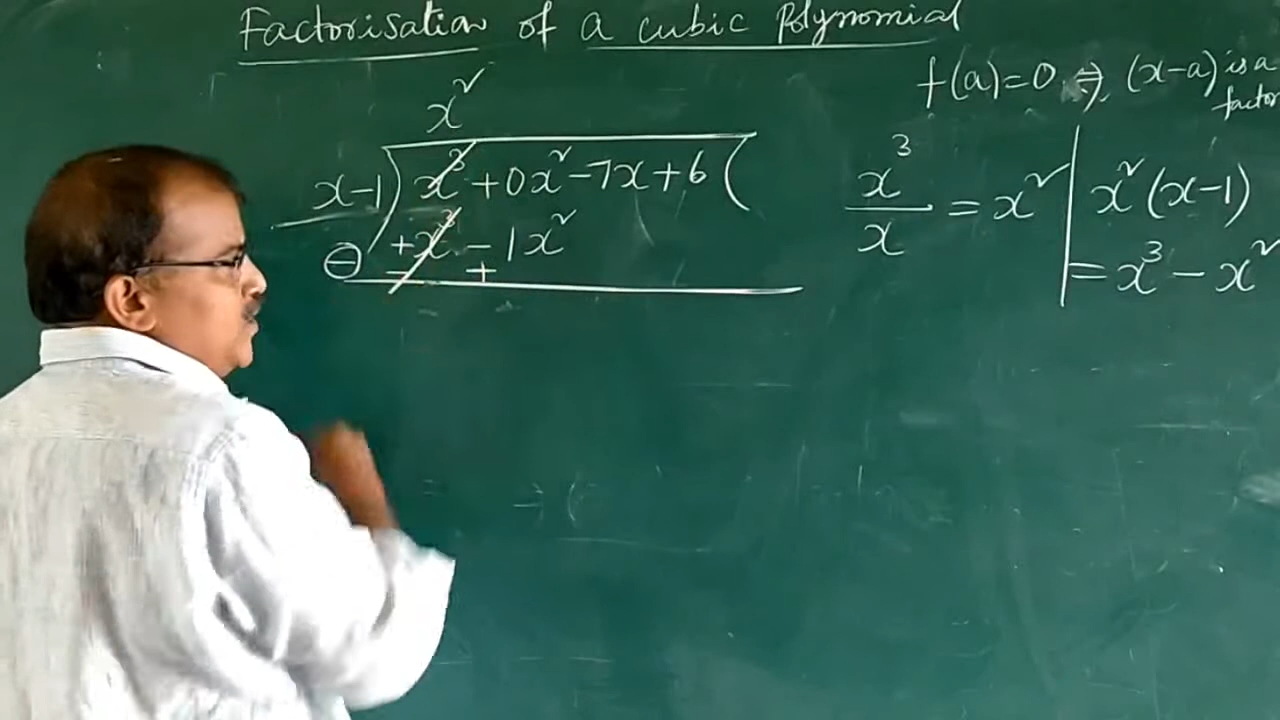 Factorisation of a cubic Polynomial
f(a)=0 ⇒ (x-a) is a factor
x²
x-1) x³+0x²-7x+6(
⊖ +x³ - 1x²
- +
x³/x = x²
x²(x-1)
= x³ - x²